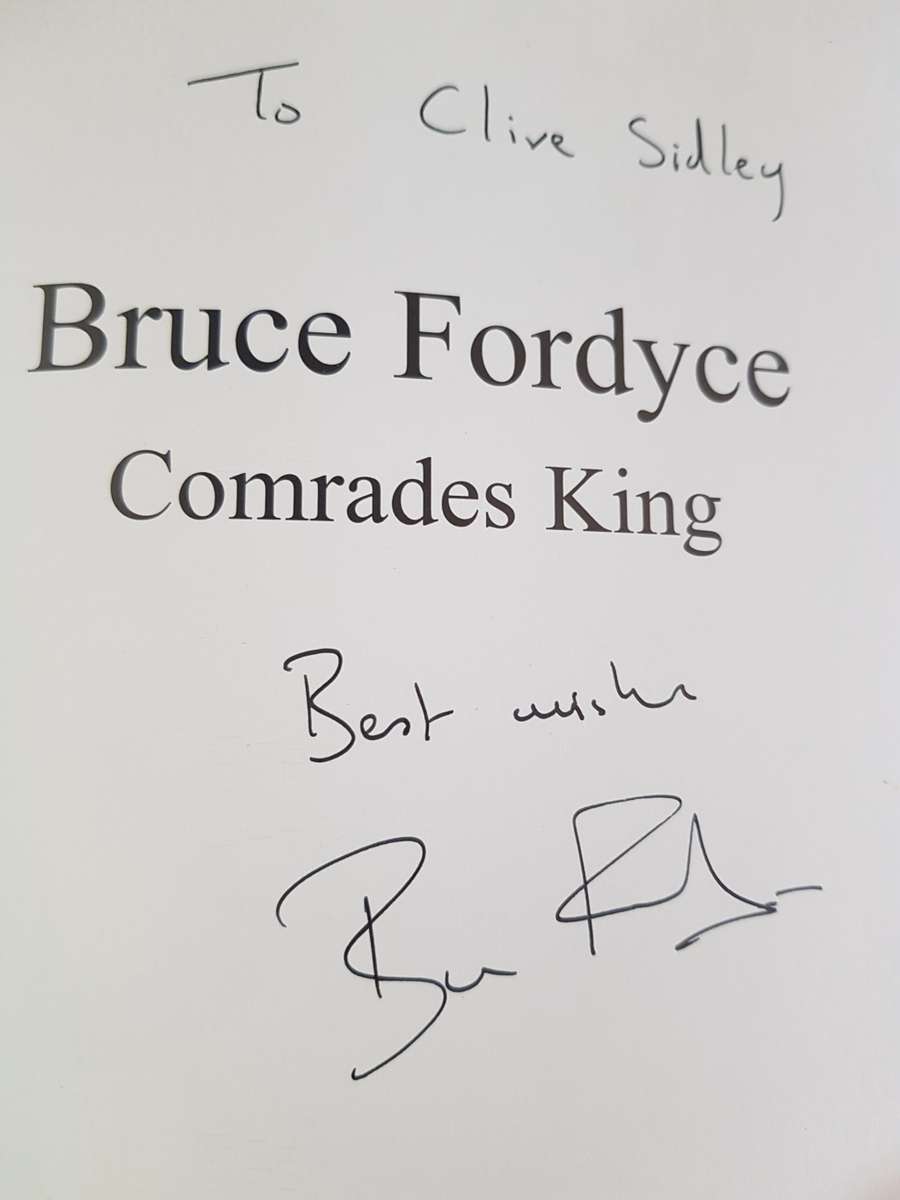 To Clive Sidley
Bruce Fordyce
Comrades King
Best wishes